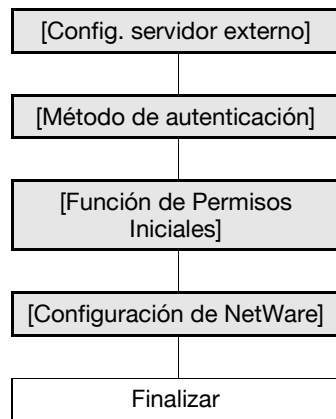 [Config. servidor externo]
[Método de autenticación]
[Función de Permisos
Iniciales]
[Configuración de NetWare]
Finalizar